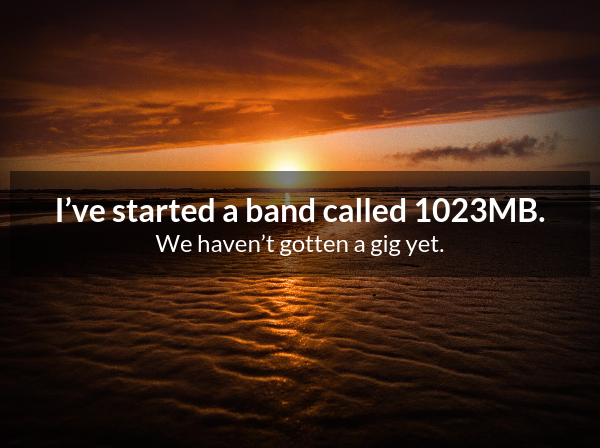 I’ve started a band called 1023MB.
We haven’t gotten a gig yet.